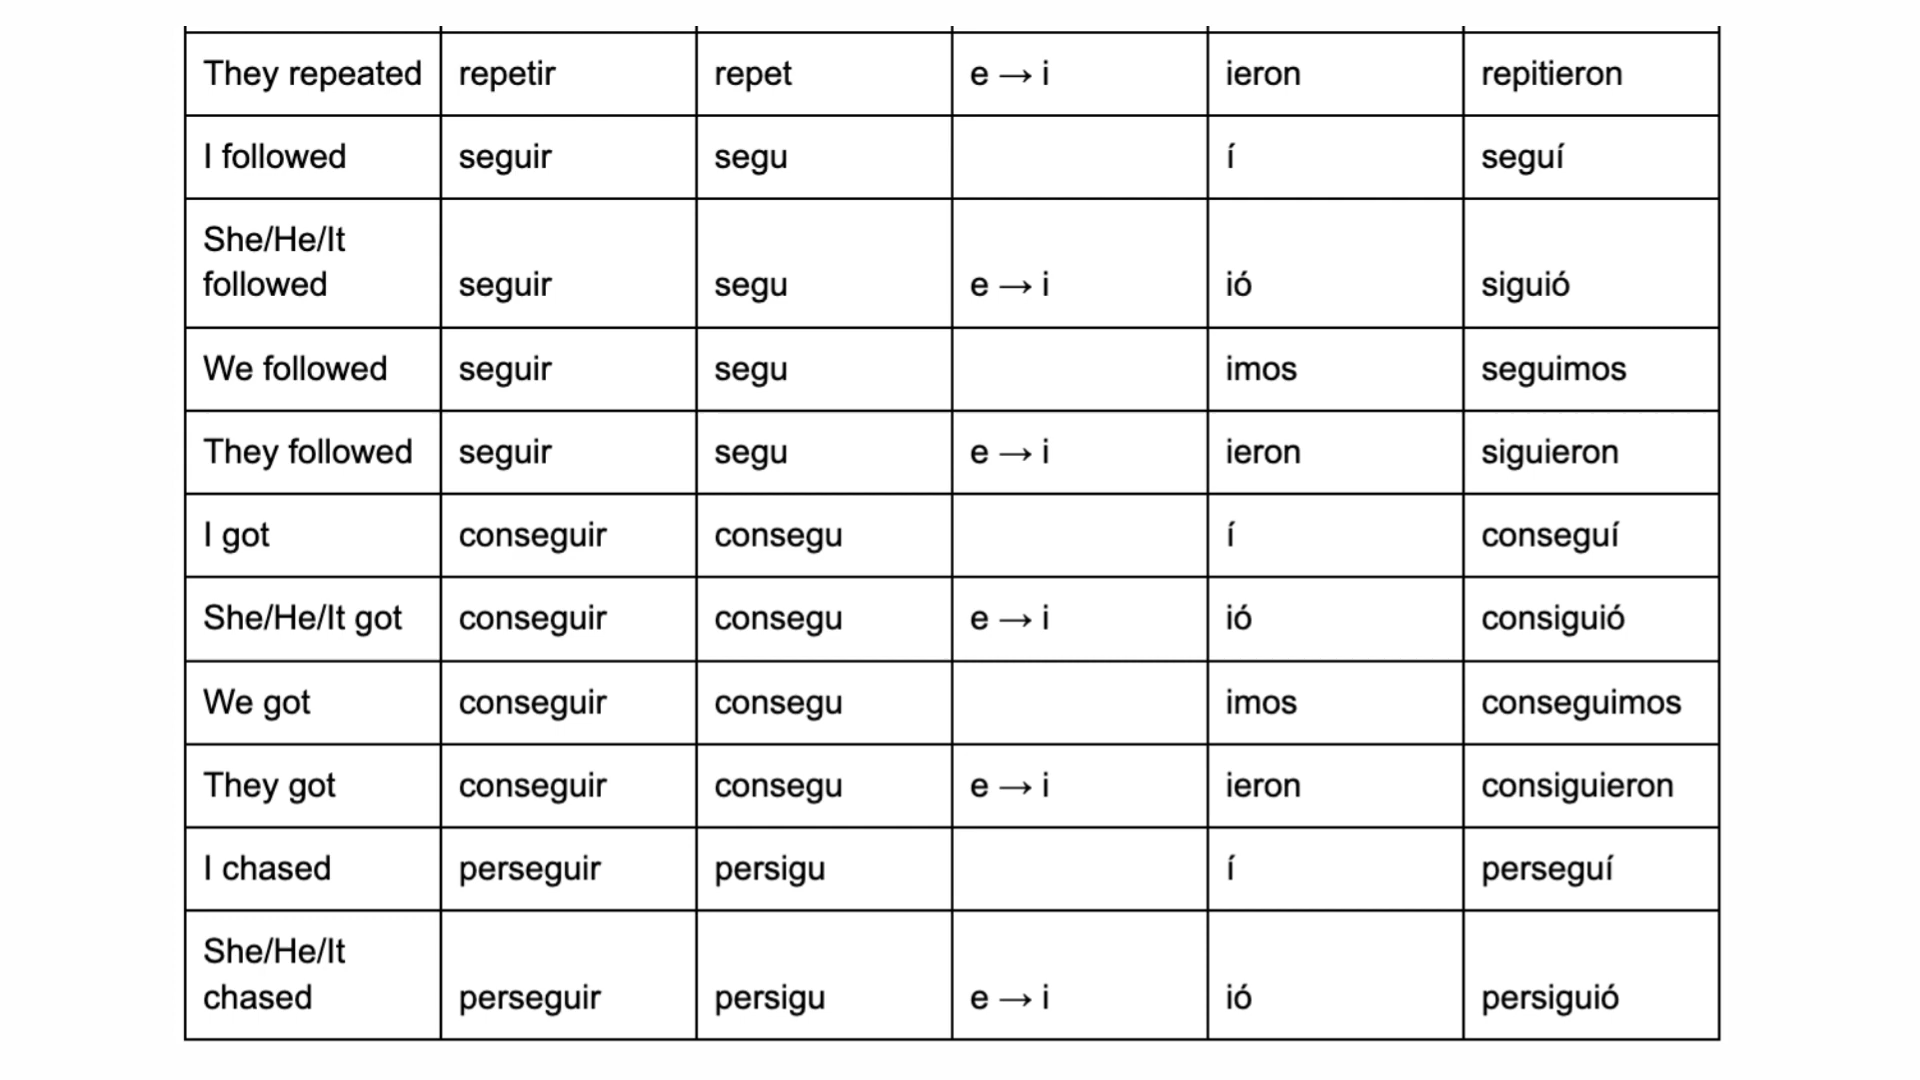 They repeated repetir repet e → i ieron repitieron
I followed seguir segu í seguí
She/He/It
followed seguir segu e → i ió siguió
We followed seguir segu imos seguimos
They followed seguir segu e → i ieron siguieron
I got conseguir consegu í conseguí
She/He/It got conseguir consegu e → i ió consiguió
We got conseguir consegu imos conseguimos
They got conseguir consegu e → i ieron consiguieron
I chased perseguir persigu í perseguí
She/He/It
chased perseguir persigu e → i ió persiguió